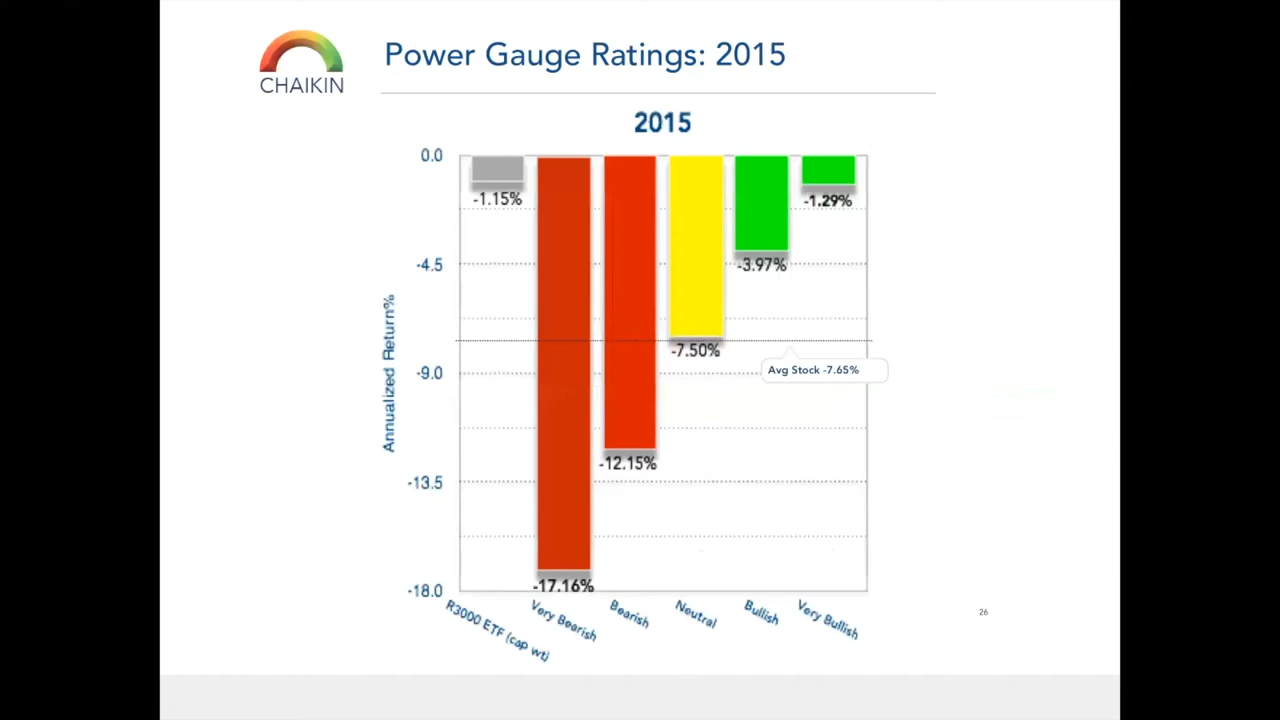 CHAIKIN
Power Gauge Ratings: 2015
2015
Annualized Return%
0.0
-4.5
-9.0
-13.5
-18.0
-1.15%
-17.16%
-12.15%
-7.50%
-3.97%
-1.29%
Avg Stock -7.65%
R3000 ETF (cap wt)
Very Bearish
Bearish
Neutral
Bullish
Very Bullish
26